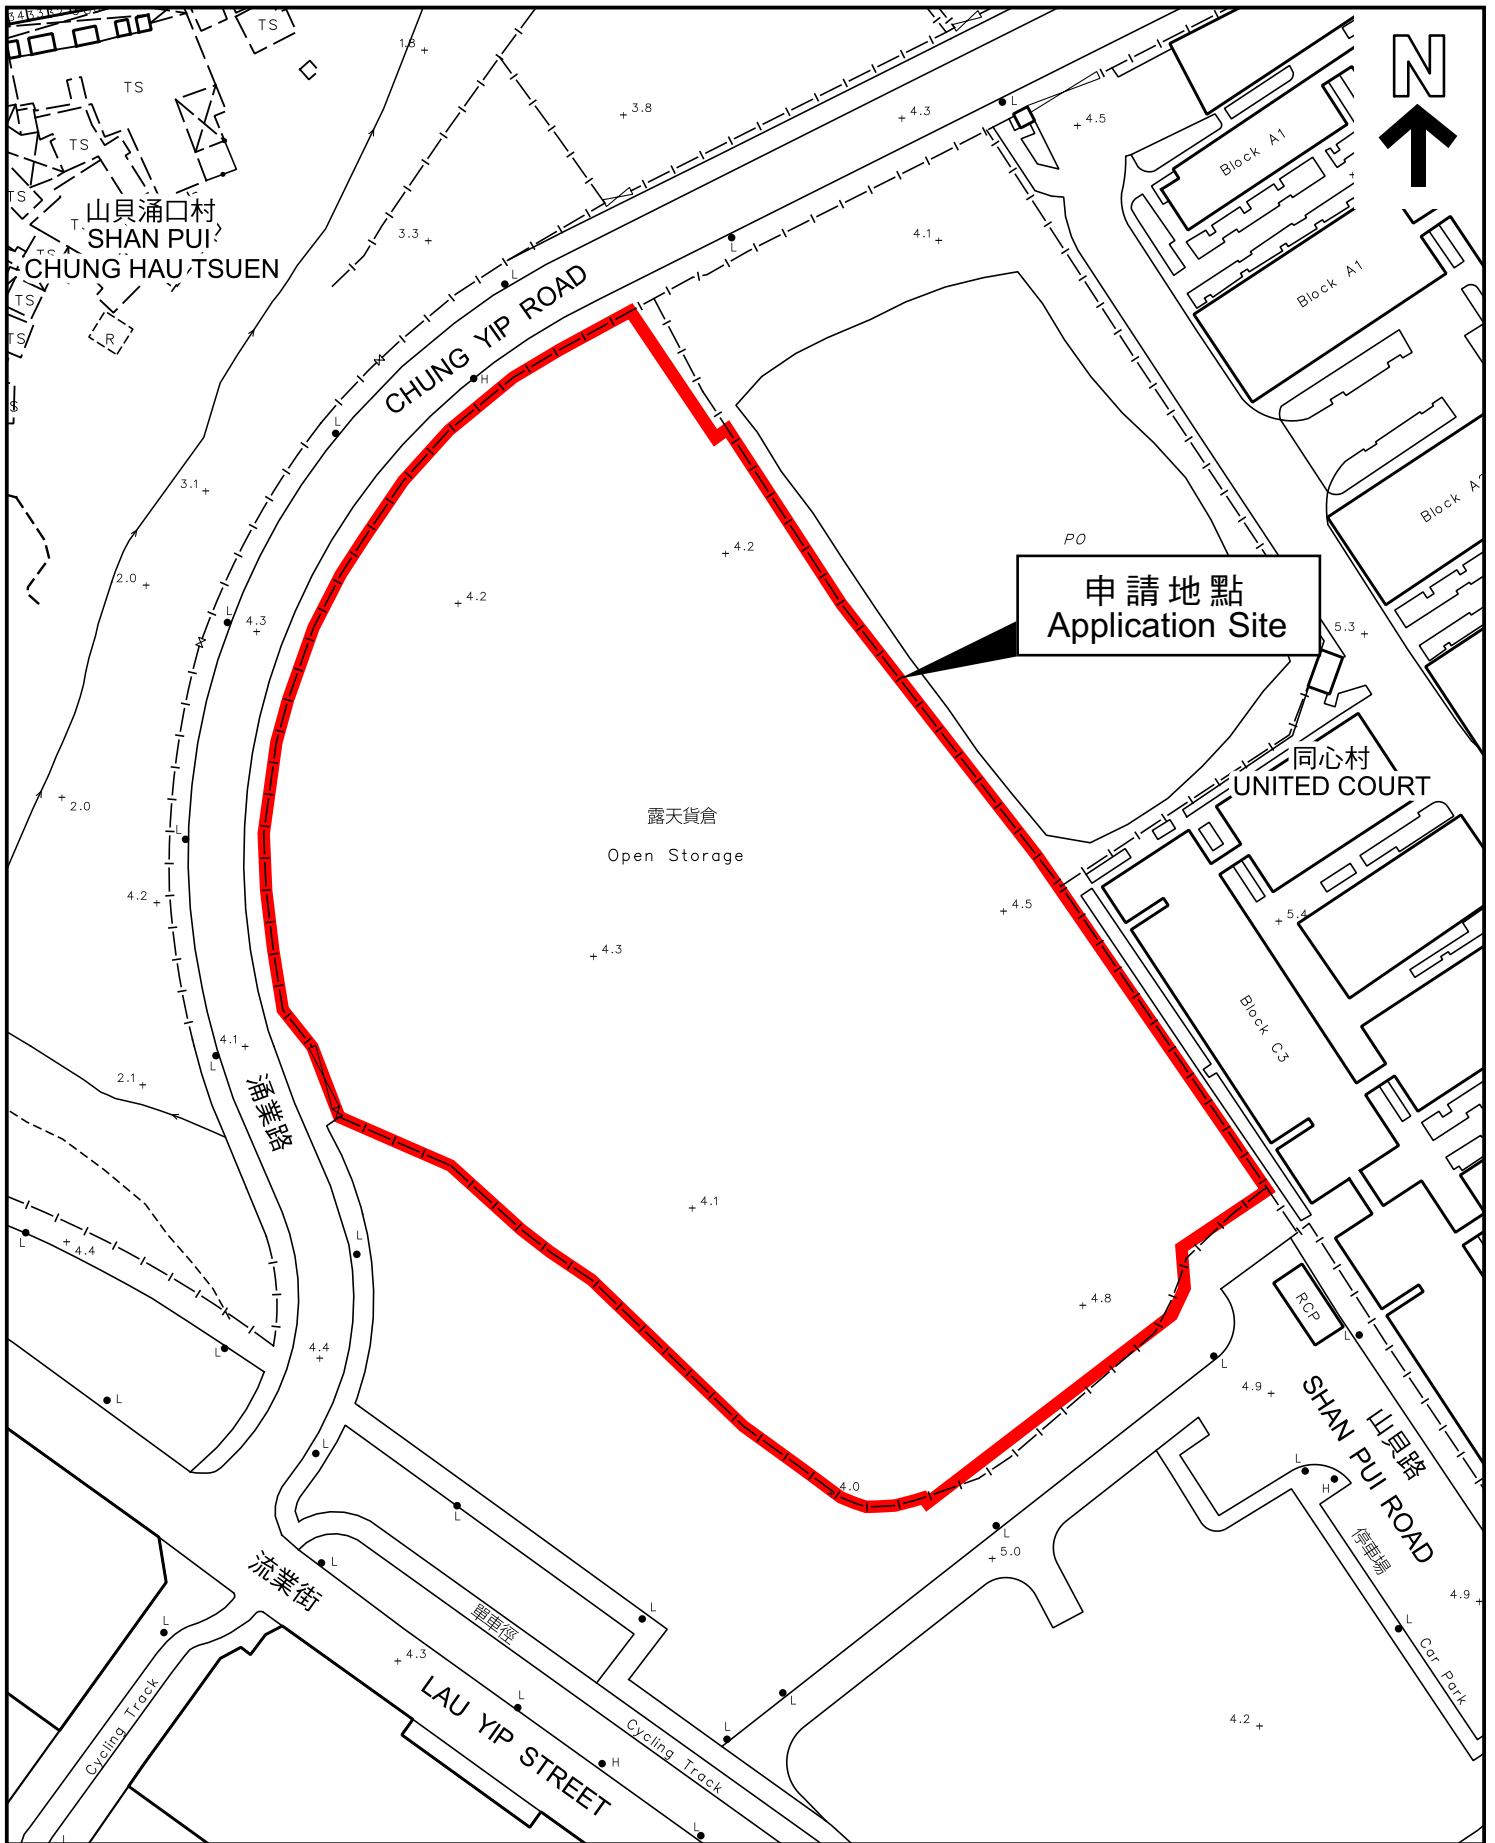 TS
1.8
3.8
4.3
L
4.5
N
Block A1
TS
TS
TS
山貝涌口村
SHAN PUI
CHUNG HAU TSUEN
TS
TS
R
3.3
4.1
L
L
Block A1
CHUNG YIP ROAD
H
L
3.1
Block A2
PO
4.2
2.0
4.2
L
4.3
申請地點
Application Site
5.3
2.0
L
露天貨倉
Open Storage
同心村
UNITED COURT
4.2
4.5
5.4
4.3
Block C3
4.1
L
2.1
涌業路
4.1
L
L
4.4
4.8
RCP
L
4.4
L
L
L
4.9
山貝路
SHAN PUI ROAD
L
4.0
L
H
L
L
5.0
停車場
流業街
L
單車徑
L
L
4.9
L
Car Park
4.3
LAU YIP STREET
Cycling Track
L
L
Cycling Track
L
4.2
H
L
L